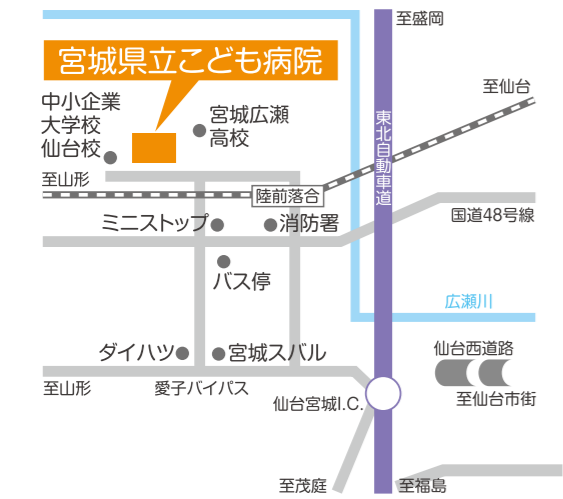 至盛岡
宮城県立こども病院
至仙台
中小企業
大学校
仙台校
宮城広瀬
高校
東北自動車道
至山形
陸前落合
国道48号線
ミニストップ
消防署
バス停
広瀬川
ダイハツ
宮城スバル
仙台西道路
至山形
愛子バイパス
仙台宮城I.C.
至仙台市街
至茂庭
至福島